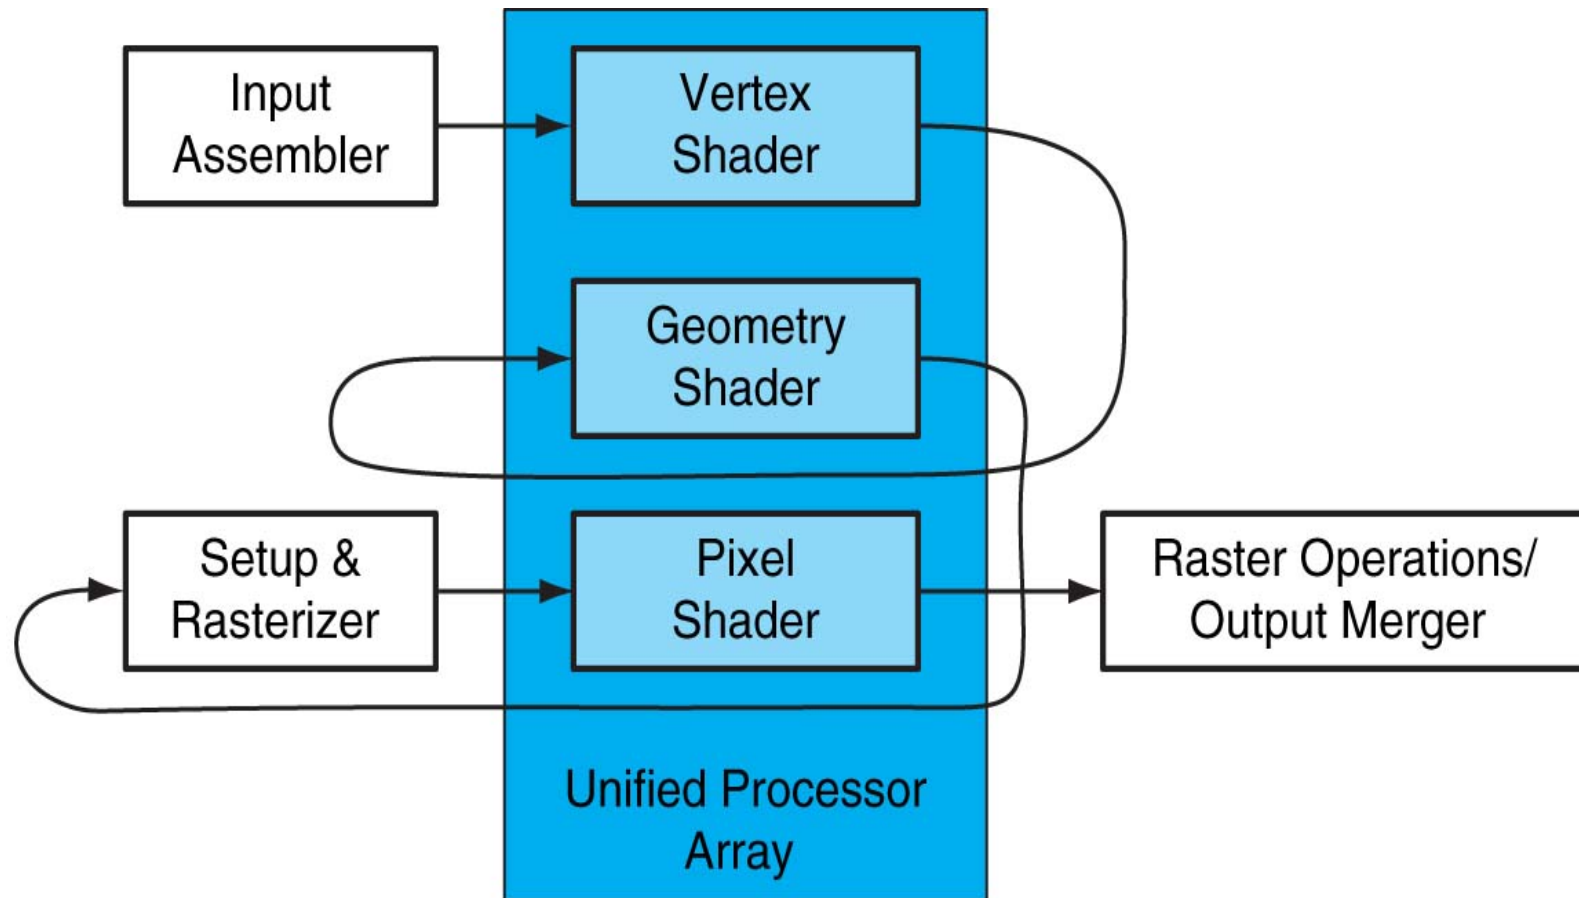 Input
Assembler
Vertex
Shader
Geometry
Shader
Setup &
Rasterizer
Pixel
Shader
Raster Operations/
Output Merger
Unified Processor
Array